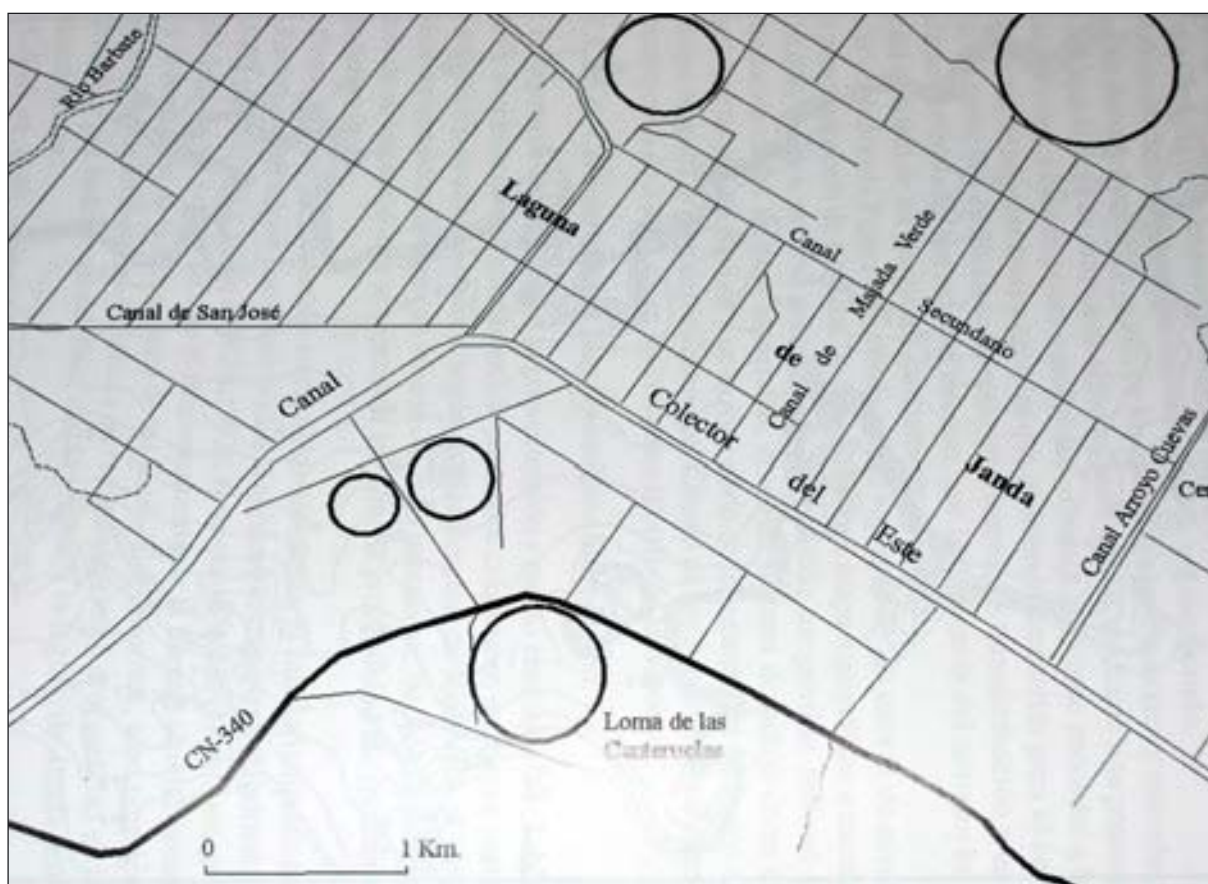 Río Barbate
Laguna
Canal
Majada Verde
Canal de San José
Secundario
de
de
Canal
Canal
Colector
del
Janda
Canal Arroyo Cuevas
Este
CN-340
Loma de las
0 1 Km.